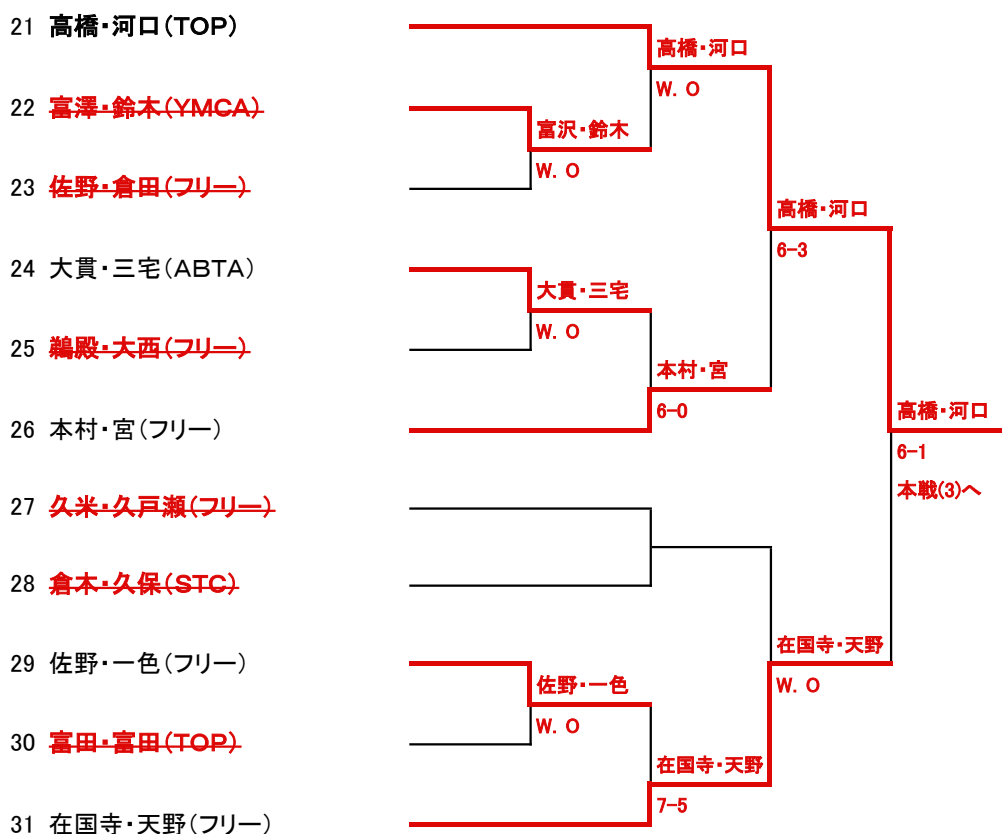 21 高橋・河口(TOP)
高橋・河口
W.O
22 富澤・鈴木(YMCA)
富沢・鈴木
W.O
23 佐野・倉田(フリー)
高橋・河口
6-3
24 大貫・三宅(ABTA)
大貫・三宅
W.O
25 鵜殿・大西(フリー)
本村・宮
6-0
26 本村・宮(フリー)
高橋・河口
6-1
本戦(3)へ
27 久米・久戸瀬(フリー)
28 倉木・久保(STC)
在国寺・天野
W.O
29 佐野・一色(フリー)
佐野・一色
W.O
30 富田・富田(TOP)
在国寺・天野
7-5
31 在国寺・天野(フリー)